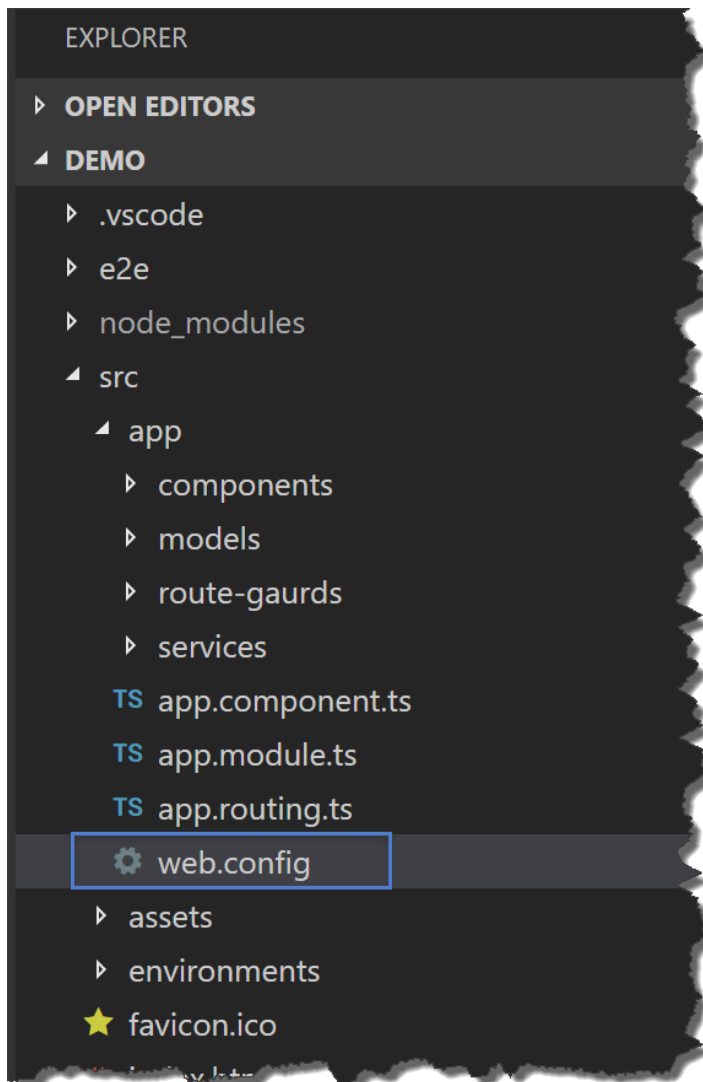 EXPLORER
OPEN EDITORS
DEMO
.vscode
e2e
node_modules
src
app
components
models
route-gaurds
services
TS app.component.ts
TS app.module.ts
TS app.routing.ts
web.config
assets
environments
favicon.ico